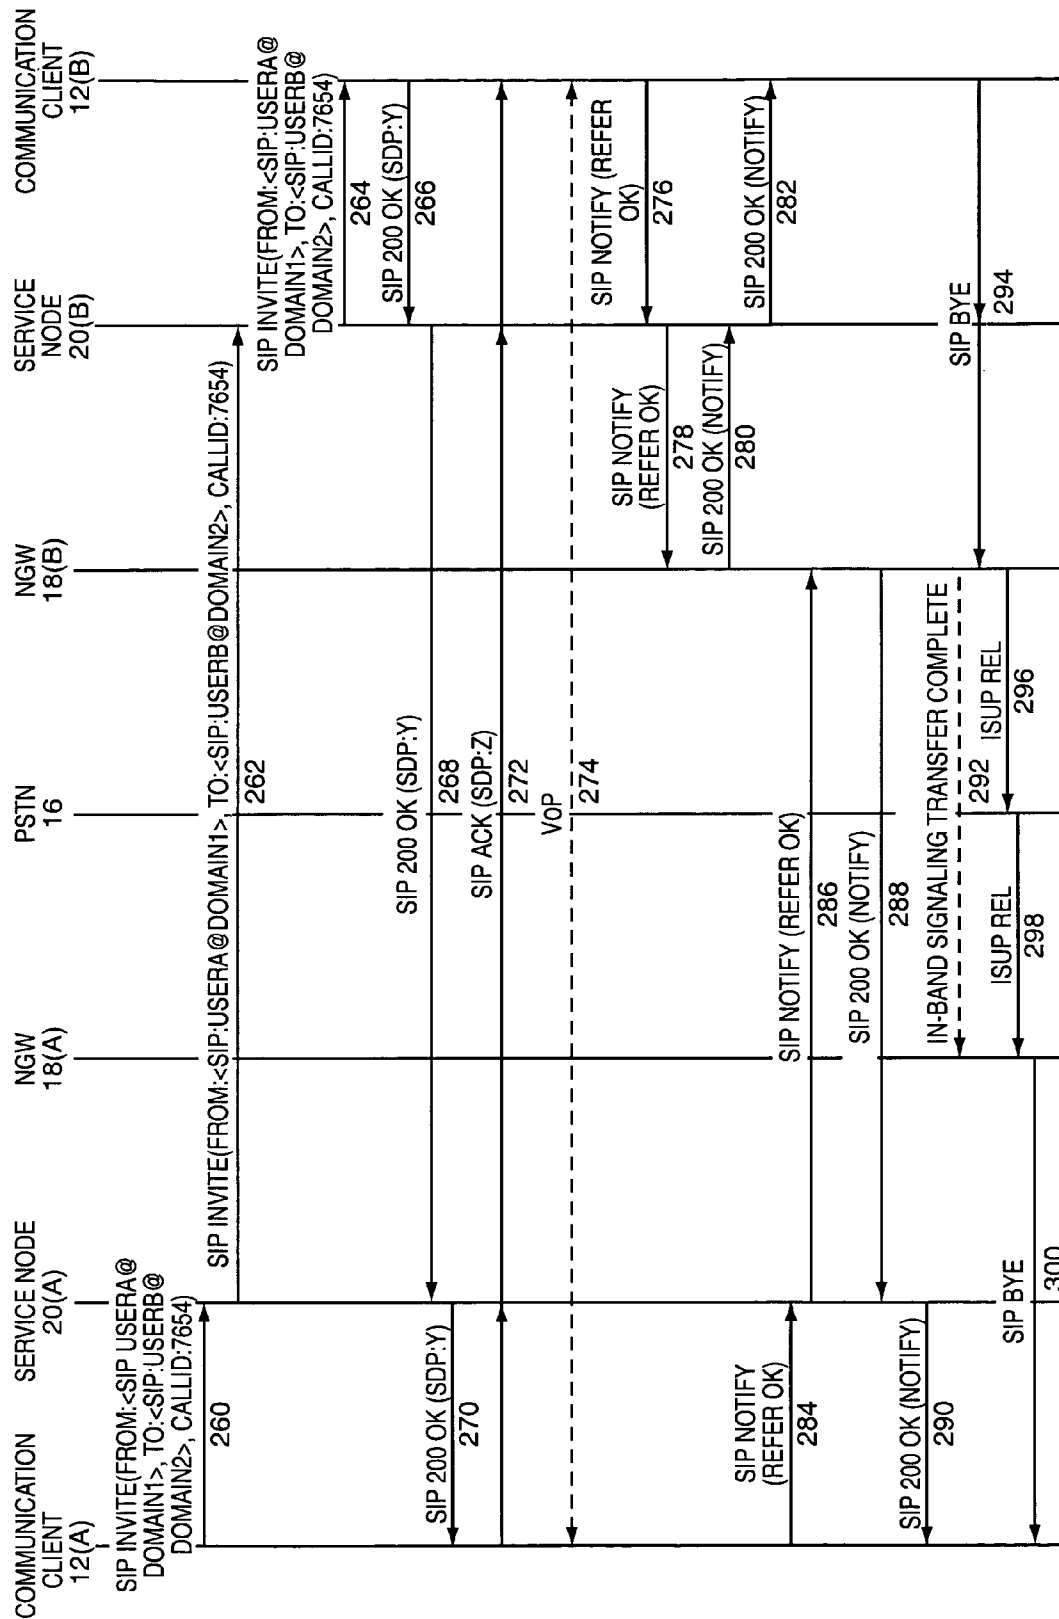 COMMUNICATION
CLIENT
12(A)
SERVICE NODE
20(A)
NGW
18(A)
PSTN
16
NGW
18(B)
SERVICE
NODE
20(B)
COMMUNICATION
CLIENT
12(B)
SIP INVITE(FROM:<SIP USERA@
DOMAIN1>, TO:<SIP:USERB@
DOMAIN2>, CALLID:7654)
260
SIP INVITE(FROM:<SIP:USERA@DOMAIN1>, TO:<SIP:USERB@DOMAIN2>, CALLID:7654)
262
SIP INVITE(FROM:<SIP:USERA@
DOMAIN1>, TO:<SIP:USERB@
DOMAIN2>, CALLID:7654)
264
SIP 200 OK (SDP:Y)
266
SIP 200 OK (SDP:Y)
268
SIP 200 OK (SDP:Y)
270
SIP ACK (SDP:Z)
272
VoP
274
SIP NOTIFY (REFER
OK)
276
SIP NOTIFY
(REFER OK)
278
SIP 200 OK (NOTIFY)
280
SIP 200 OK (NOTIFY)
282
SIP NOTIFY
(REFER OK)
284
SIP NOTIFY (REFER OK)
286
SIP 200 OK (NOTIFY)
288
SIP 200 OK (NOTIFY)
290
IN-BAND SIGNALING TRANSFER COMPLETE
292
SIP BYE
294
ISUP REL
296
ISUP REL
298
SIP BYE
300